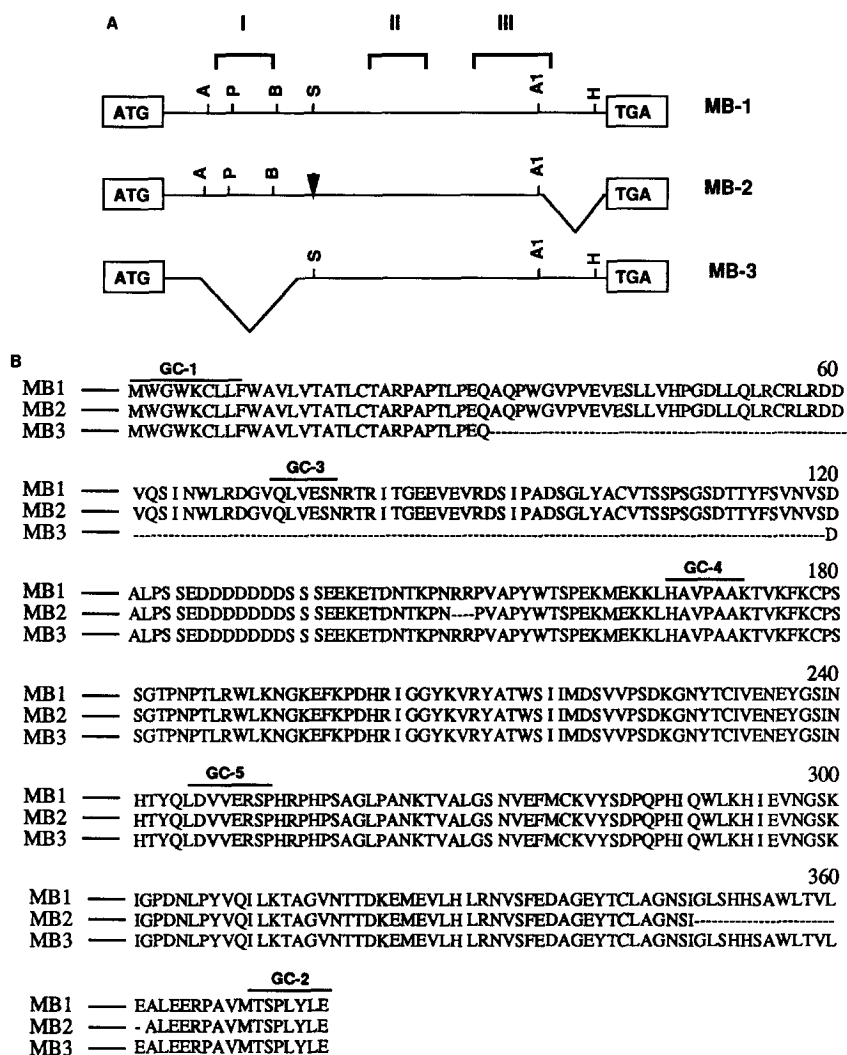 A
I II III
A P B S A1 H
ATG TGA MB-1
A P B A1
ATG TGA MB-2
S A1 H
ATG TGA MB-3
B
GC-1 60
MB1 MWGWKCLLFWAVLVTATLCTARPAPTLPEQAQPWGVPVEVESLLVHPGDLLQLRCRLRDD
MB2 MWGWKCLLFWAVLVTATLCTARPAPTLPEQAQPWGVPVEVESLLVHPGDLLQLRCRLRDD
MB3 MWGWKCLLFWAVLVTATLCTARPAPTLPEQ------------------------------
GC-3 120
MB1 VQSINWLRDGVQLVESNRTRITGEEVEVRDSIPADSGLYACVTSSPSGSDTTYFSVNVSD
MB2 VQSINWLRDGVQLVESNRTRITGEEVEVRDSIPADSGLYACVTSSPSGSDTTYFSVNVSD
MB3 -----------------------------------------------------------D
GC-4 180
MB1 ALPSSEDDDDDDDSSSEEKETDNTKPNRRPVAPYWTSPEKMEKKLHAVPAAKTVKFKCPS
MB2 ALPSSEDDDDDDDSSSEEKETDNTKPN----PVAPYWTSPEKMEKKLHAVPAAKTVKFKCPS
MB3 ALPSSEDDDDDDDSSSEEKETDNTKPNRRPVAPYWTSPEKMEKKLHAVPAAKTVKFKCPS
240
MB1 SGTPNPTLRWLKNGKEFKPDHRIGGYKVRYATWSIIMDSVVPSDKGNYTCIVENEYGSIN
MB2 SGTPNPTLRWLKNGKEFKPDHRIGGYKVRYATWSIIMDSVVPSDKGNYTCIVENEYGSIN
MB3 SGTPNPTLRWLKNGKEFKPDHRIGGYKVRYATWSIIMDSVVPSDKGNYTCIVENEYGSIN
GC-5 300
MB1 HTYQLDVVERSPHRPHPSAGLPANKTVALGSNVEFMCKVYSDPQPHIQWLKHIEVNGSK
MB2 HTYQLDVVERSPHRPHPSAGLPANKTVALGSNVEFMCKVYSDPQPHIQWLKHIEVNGSK
MB3 HTYQLDVVERSPHRPHPSAGLPANKTVALGSNVEFMCKVYSDPQPHIQWLKHIEVNGSK
360
MB1 IGPDNLPYVQILKTAGVNTTDKEMEVLHLRNVSFEDAGEYTCLAGNSIGLSHHSAWLTVL
MB2 IGPDNLPYVQILKTAGVNTTDKEMEVLHLRNVSFEDAGEYTCLAGNSI------------
MB3 IGPDNLPYVQILKTAGVNTTDKEMEVLHLRNVSFEDAGEYTCLAGNSIGLSHHSAWLTVL
GC-2
MB1 EALEERPAVMTSPLYLE
MB2 -ALEERPAVMTSPLYLE
MB3 EALEERPAVMTSPLYLE